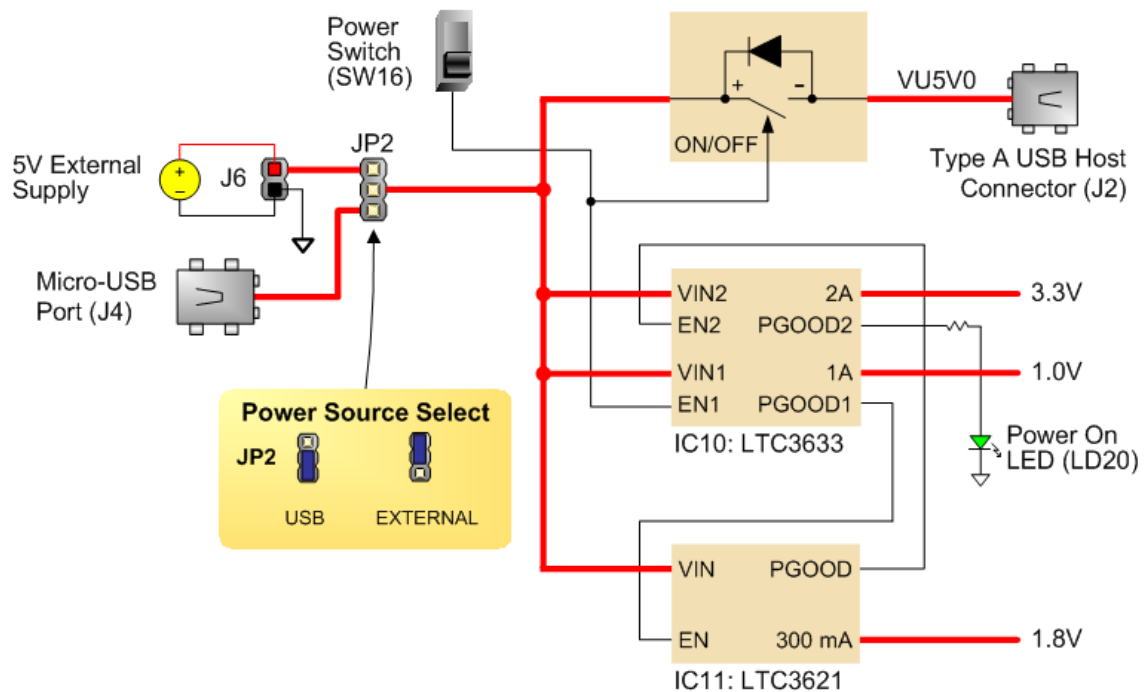 Power
Switch
(SW16)
+
-
ON/OFF
VU5V0
Type A USB Host
Connector (J2)
5V External
Supply
+
–
J6
JP2
Micro-USB
Port (J4)
Power Source Select
JP2
USB
EXTERNAL
VIN2
2A
3.3V
EN2
PGOOD2
VIN1
1A
1.0V
EN1
PGOOD1
IC10: LTC3633
Power On
LED (LD20)
VIN
PGOOD
EN
300 mA
1.8V
IC11: LTC3621